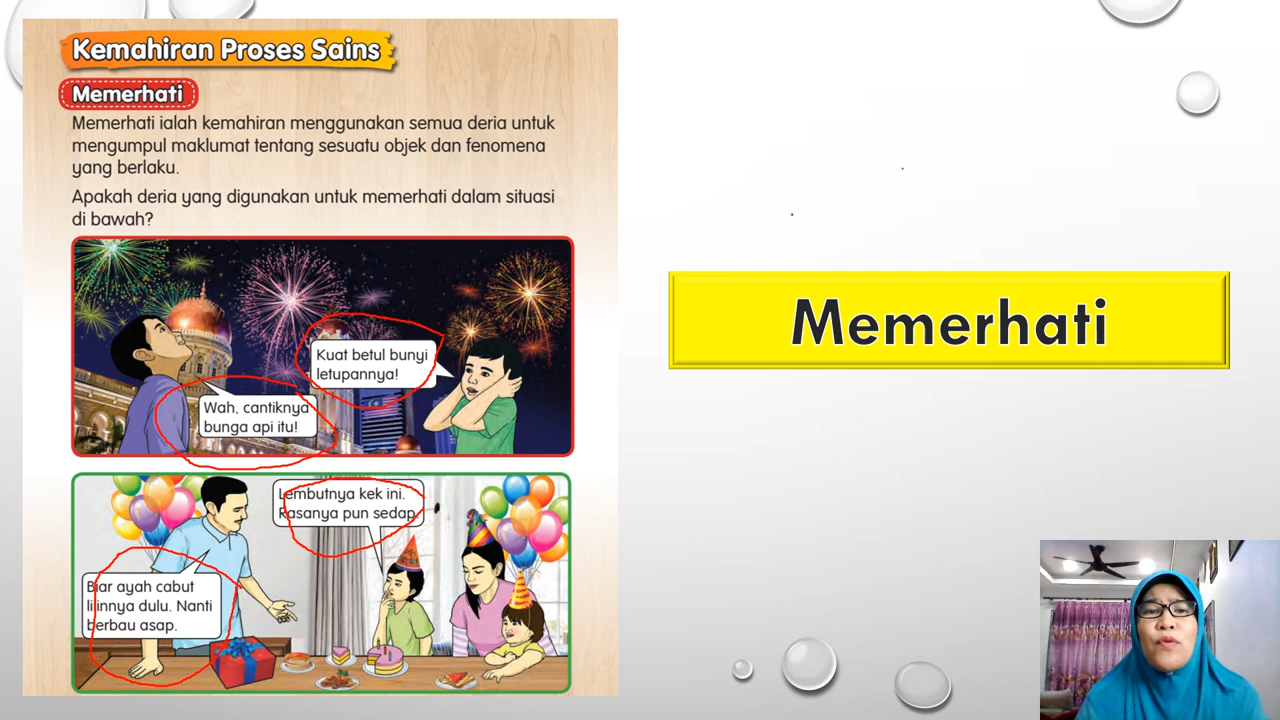 Kemahiran Proses Sains
Memerhati
Memerhati ialah kemahiran menggunakan semua deria untuk
mengumpul maklumat tentang sesuatu objek dan fenomena
yang berlaku.
Apakah deria yang digunakan untuk memerhati dalam situasi
di bawah?
Kuat betul bunyi
letupannya!
Wah, cantiknya
bunga api itu!
Lembutnya kek ini.
Rasanya pun sedap.
Biar ayah cabut
lilinnya dulu. Nanti
berbau asap.
Memerhati